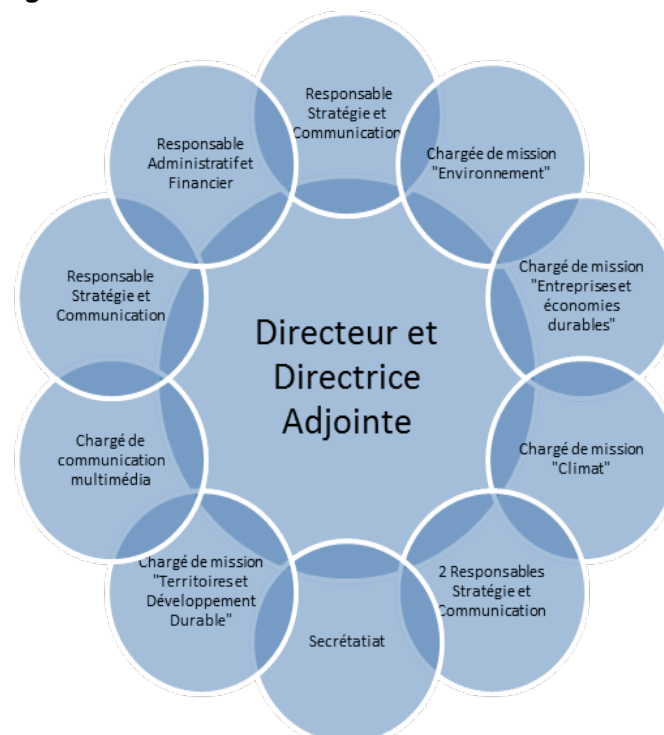 g
Responsable
Stratégie et
Communication
Chargée de mission
"Environnement"
Chargé de mission
"Entreprises et
économies
durables"
Chargé de mission
"Climat"
2 Responsables
Stratégie et
Communication
Secrétatiat
Chargé de mission
"Territoires et
Développement
Durable"
Chargé de
communication
multimédia
Responsable
Stratégie et
Communication
Responsable
Administratif et
Financier
Directeur et
Directrice
Adjointe